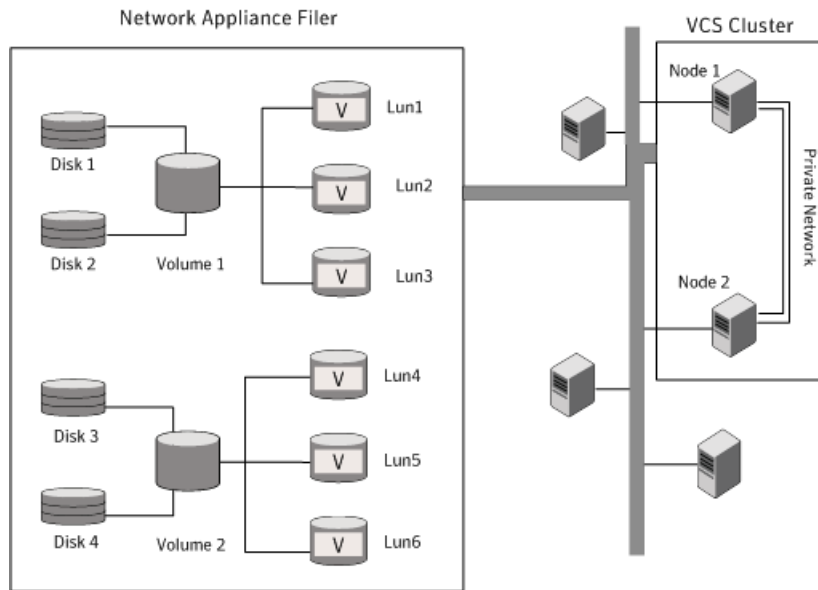 Network Appliance Filer
VCS Cluster
Node 1
V
Lun1
Disk 1
V
Lun2
Disk 2
Volume 1
V
Lun3
Private Network
Node 2
V
Lun4
Disk 3
V
Lun5
Disk 4
Volume 2
V
Lun6